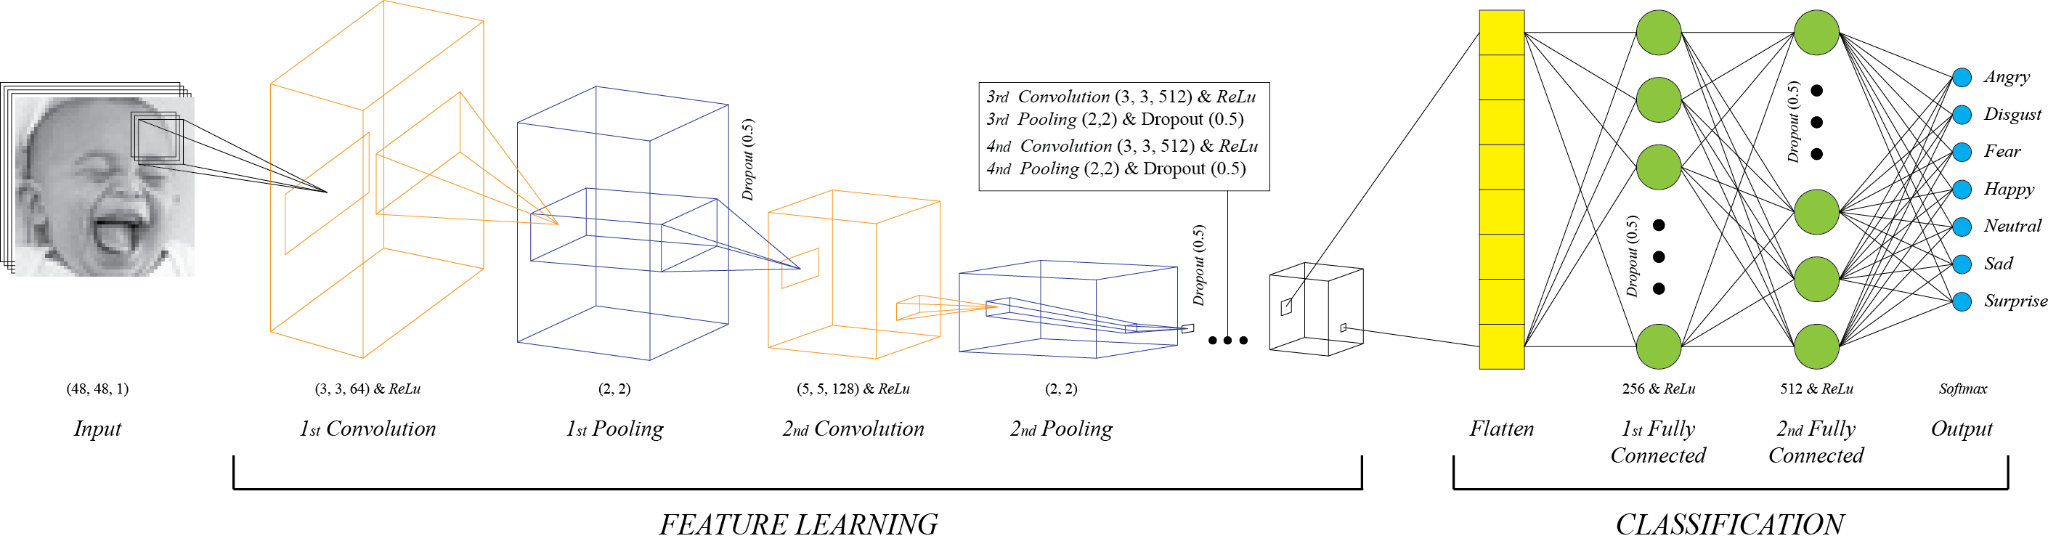 3rd Convolution (3, 3, 512) & ReLu
3rd Pooling (2,2) & Dropout (0.5)
4nd Convolution (3, 3, 512) & ReLu
4nd Pooling (2,2) & Dropout (0.5)
Dropout (0.5)
Dropout (0.5)
Dropout (0.5)
Dropout (0.5)
Angry
Disgust
Fear
Happy
Neutral
Sad
Surprise
(48, 48, 1)
Input
(3, 3, 64) & ReLu
1st Convolution
(2, 2)
1st Pooling
(5, 5, 128) & ReLu
2nd Convolution
(2, 2)
2nd Pooling
Flatten
256 & ReLu
1st Fully
Connected
512 & ReLu
2nd Fully
Connected
Softmax
Output
FEATURE LEARNING
CLASSIFICATION